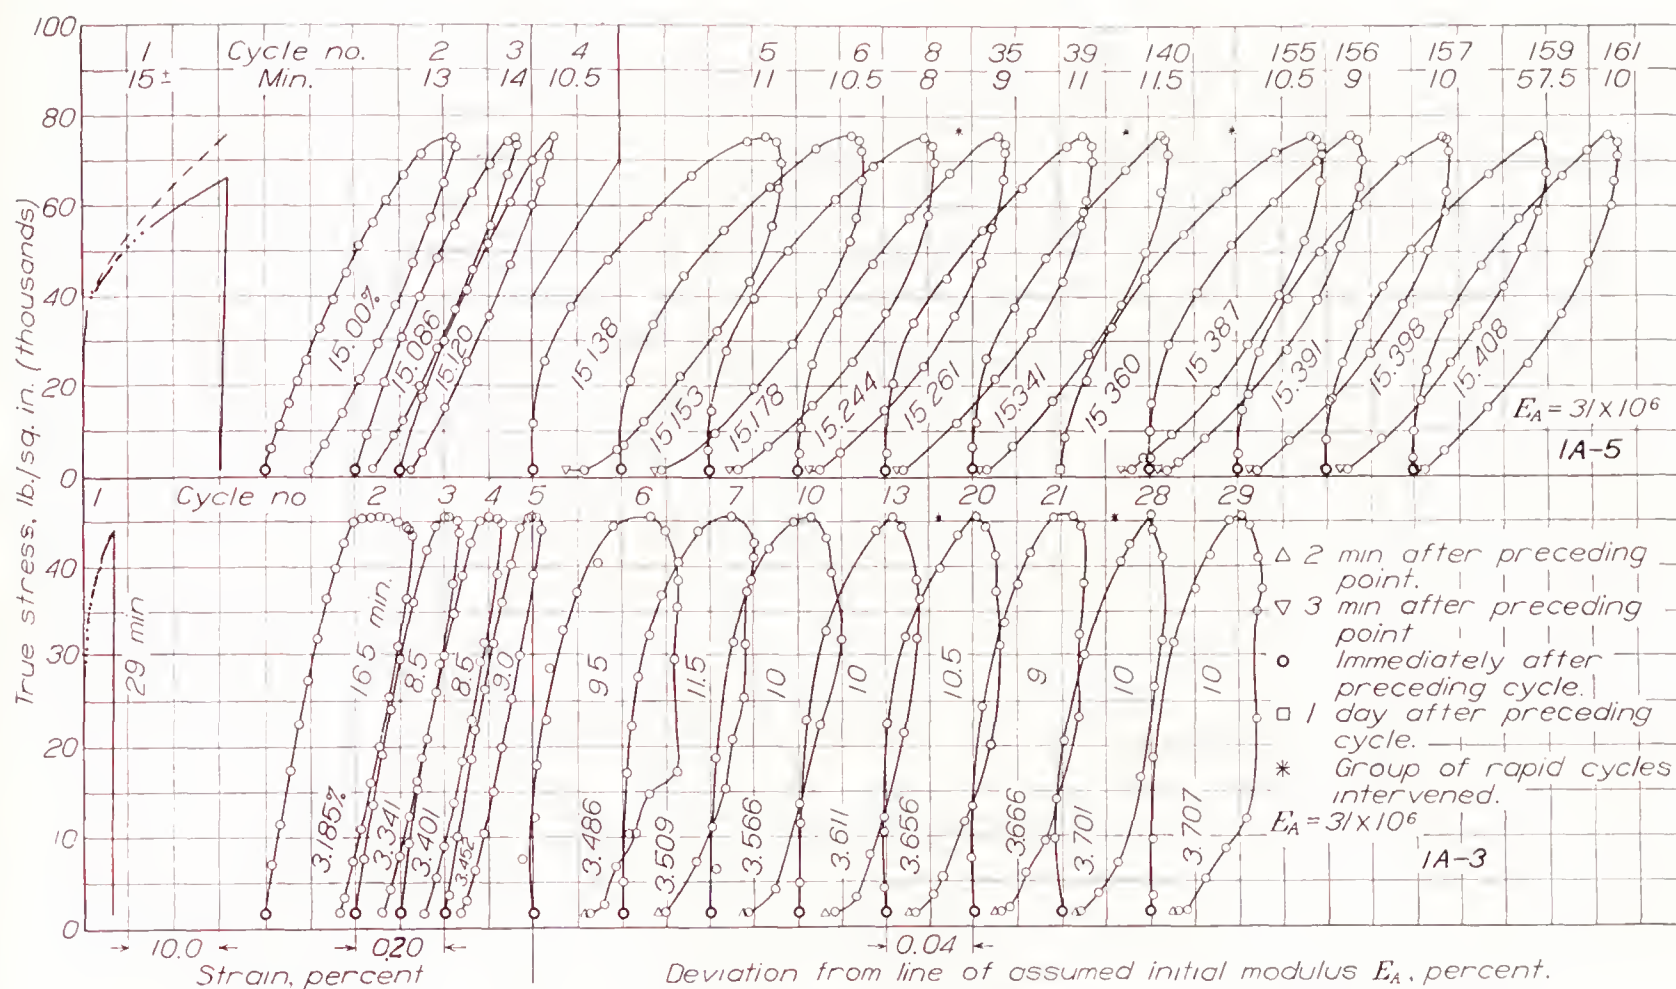 True stress, lb./sq. in. (thousands)
100
80
60
40
20
0
1 Cycle no. 2 3 4 5 6 8 35 39 140 155 156 157 159 161
15± Min. 13 14 10.5 11 10.5 8 9 11 11.5 10.5 9 10 57.5 10
15.00%
15.086
15.120
15.138
15.153
15.178
15.244
15.261
15.341
15.360
15.387
15.391
15.398
15.408
E_A = 31×10⁶
1A-5
1 Cycle no 2 3 4 5 6 7 10 13 20 21 28 29
40
30
20
10
0
29 min
16.5 min.
8.5
8.5
9.0
9.5
11.5
10
10
10.5
9
10
10
3.185%
3.341
3.401
3.452
3.486
3.509
3.566
3.611
3.656
3.666
3.701
3.707
△ 2 min after preceding
point.
▽ 3 min after preceding
point
○ Immediately after
preceding cycle.
□ 1 day after preceding
cycle.
* Group of rapid cycles
intervened.
E_A = 31×10⁶
1A-3
10.0
0.20
0.04
Strain, percent
Deviation from line of assumed initial modulus E_A, percent.